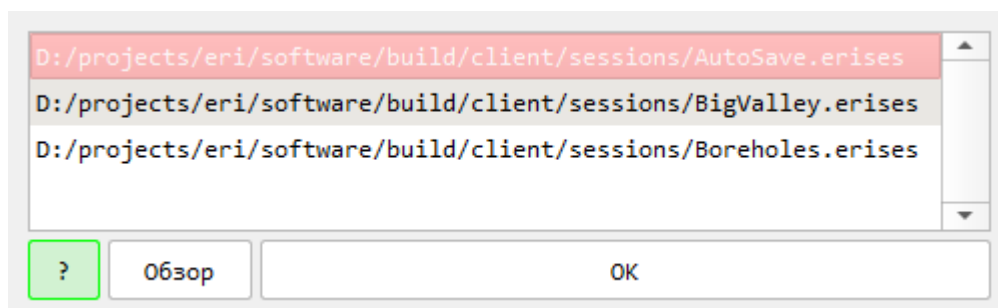 D:/projects/eri/software/build/client/sessions/AutoSave.erises
D:/projects/eri/software/build/client/sessions/BigValley.erises
D:/projects/eri/software/build/client/sessions/Boreholes.erises
? Обзор ОК